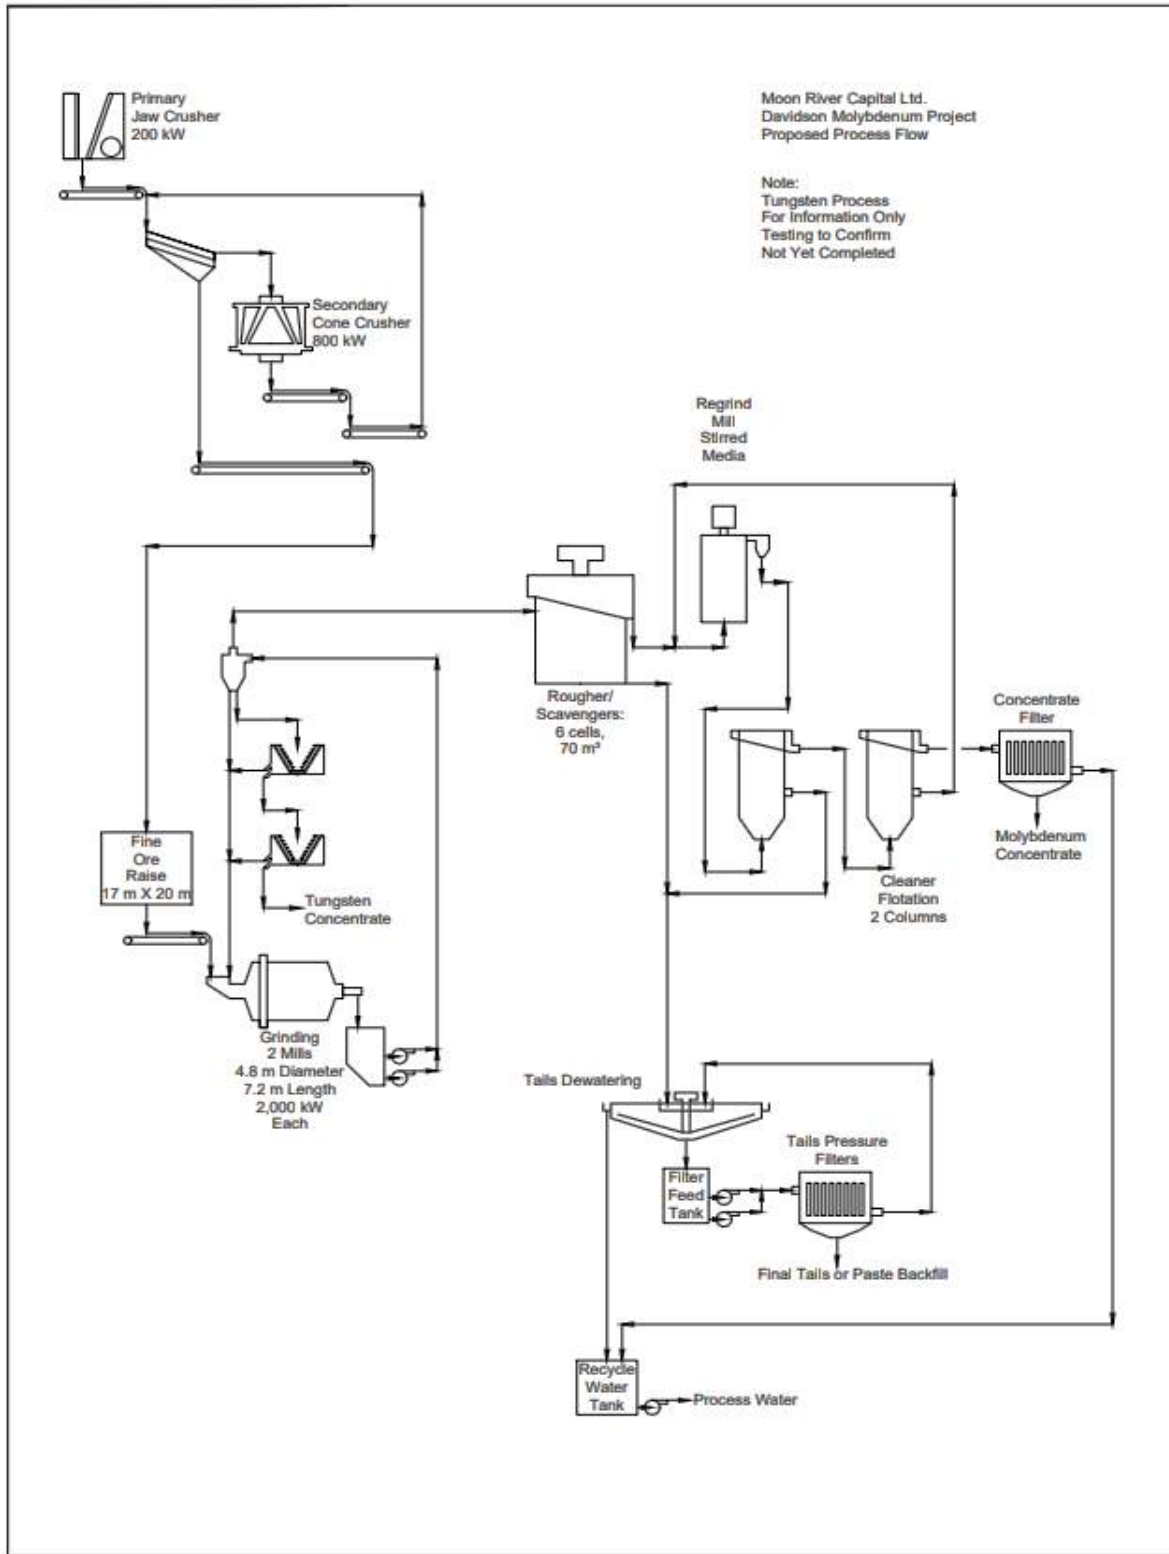 Primary
Jaw Crusher
200 kW
Moon River Capital Ltd.
Davidson Molybdenum Project
Proposed Process Flow
Note:
Tungsten Process
For Information Only
Testing to Confirm
Not Yet Completed
Secondary
Cone Crusher
800 kW
Regrind
Mill
Stirred
Media
Rougher/
Scavengers:
6 cells,
70 m³
Concentrate
Filter
Molybdenum
Concentrate
Cleaner
Flotation
2 Columns
Fine
Ore
Raise
17 m X 20 m
Tungsten
Concentrate
Grinding
2 Mills
4.8 m Diameter
7.2 m Length
2,000 kW
Each
Tails Dewatering
Tails Pressure
Filters
Filter
Feed
Tank
Final Tails or Paste Backfill
Recycle
Water
Tank
Process Water